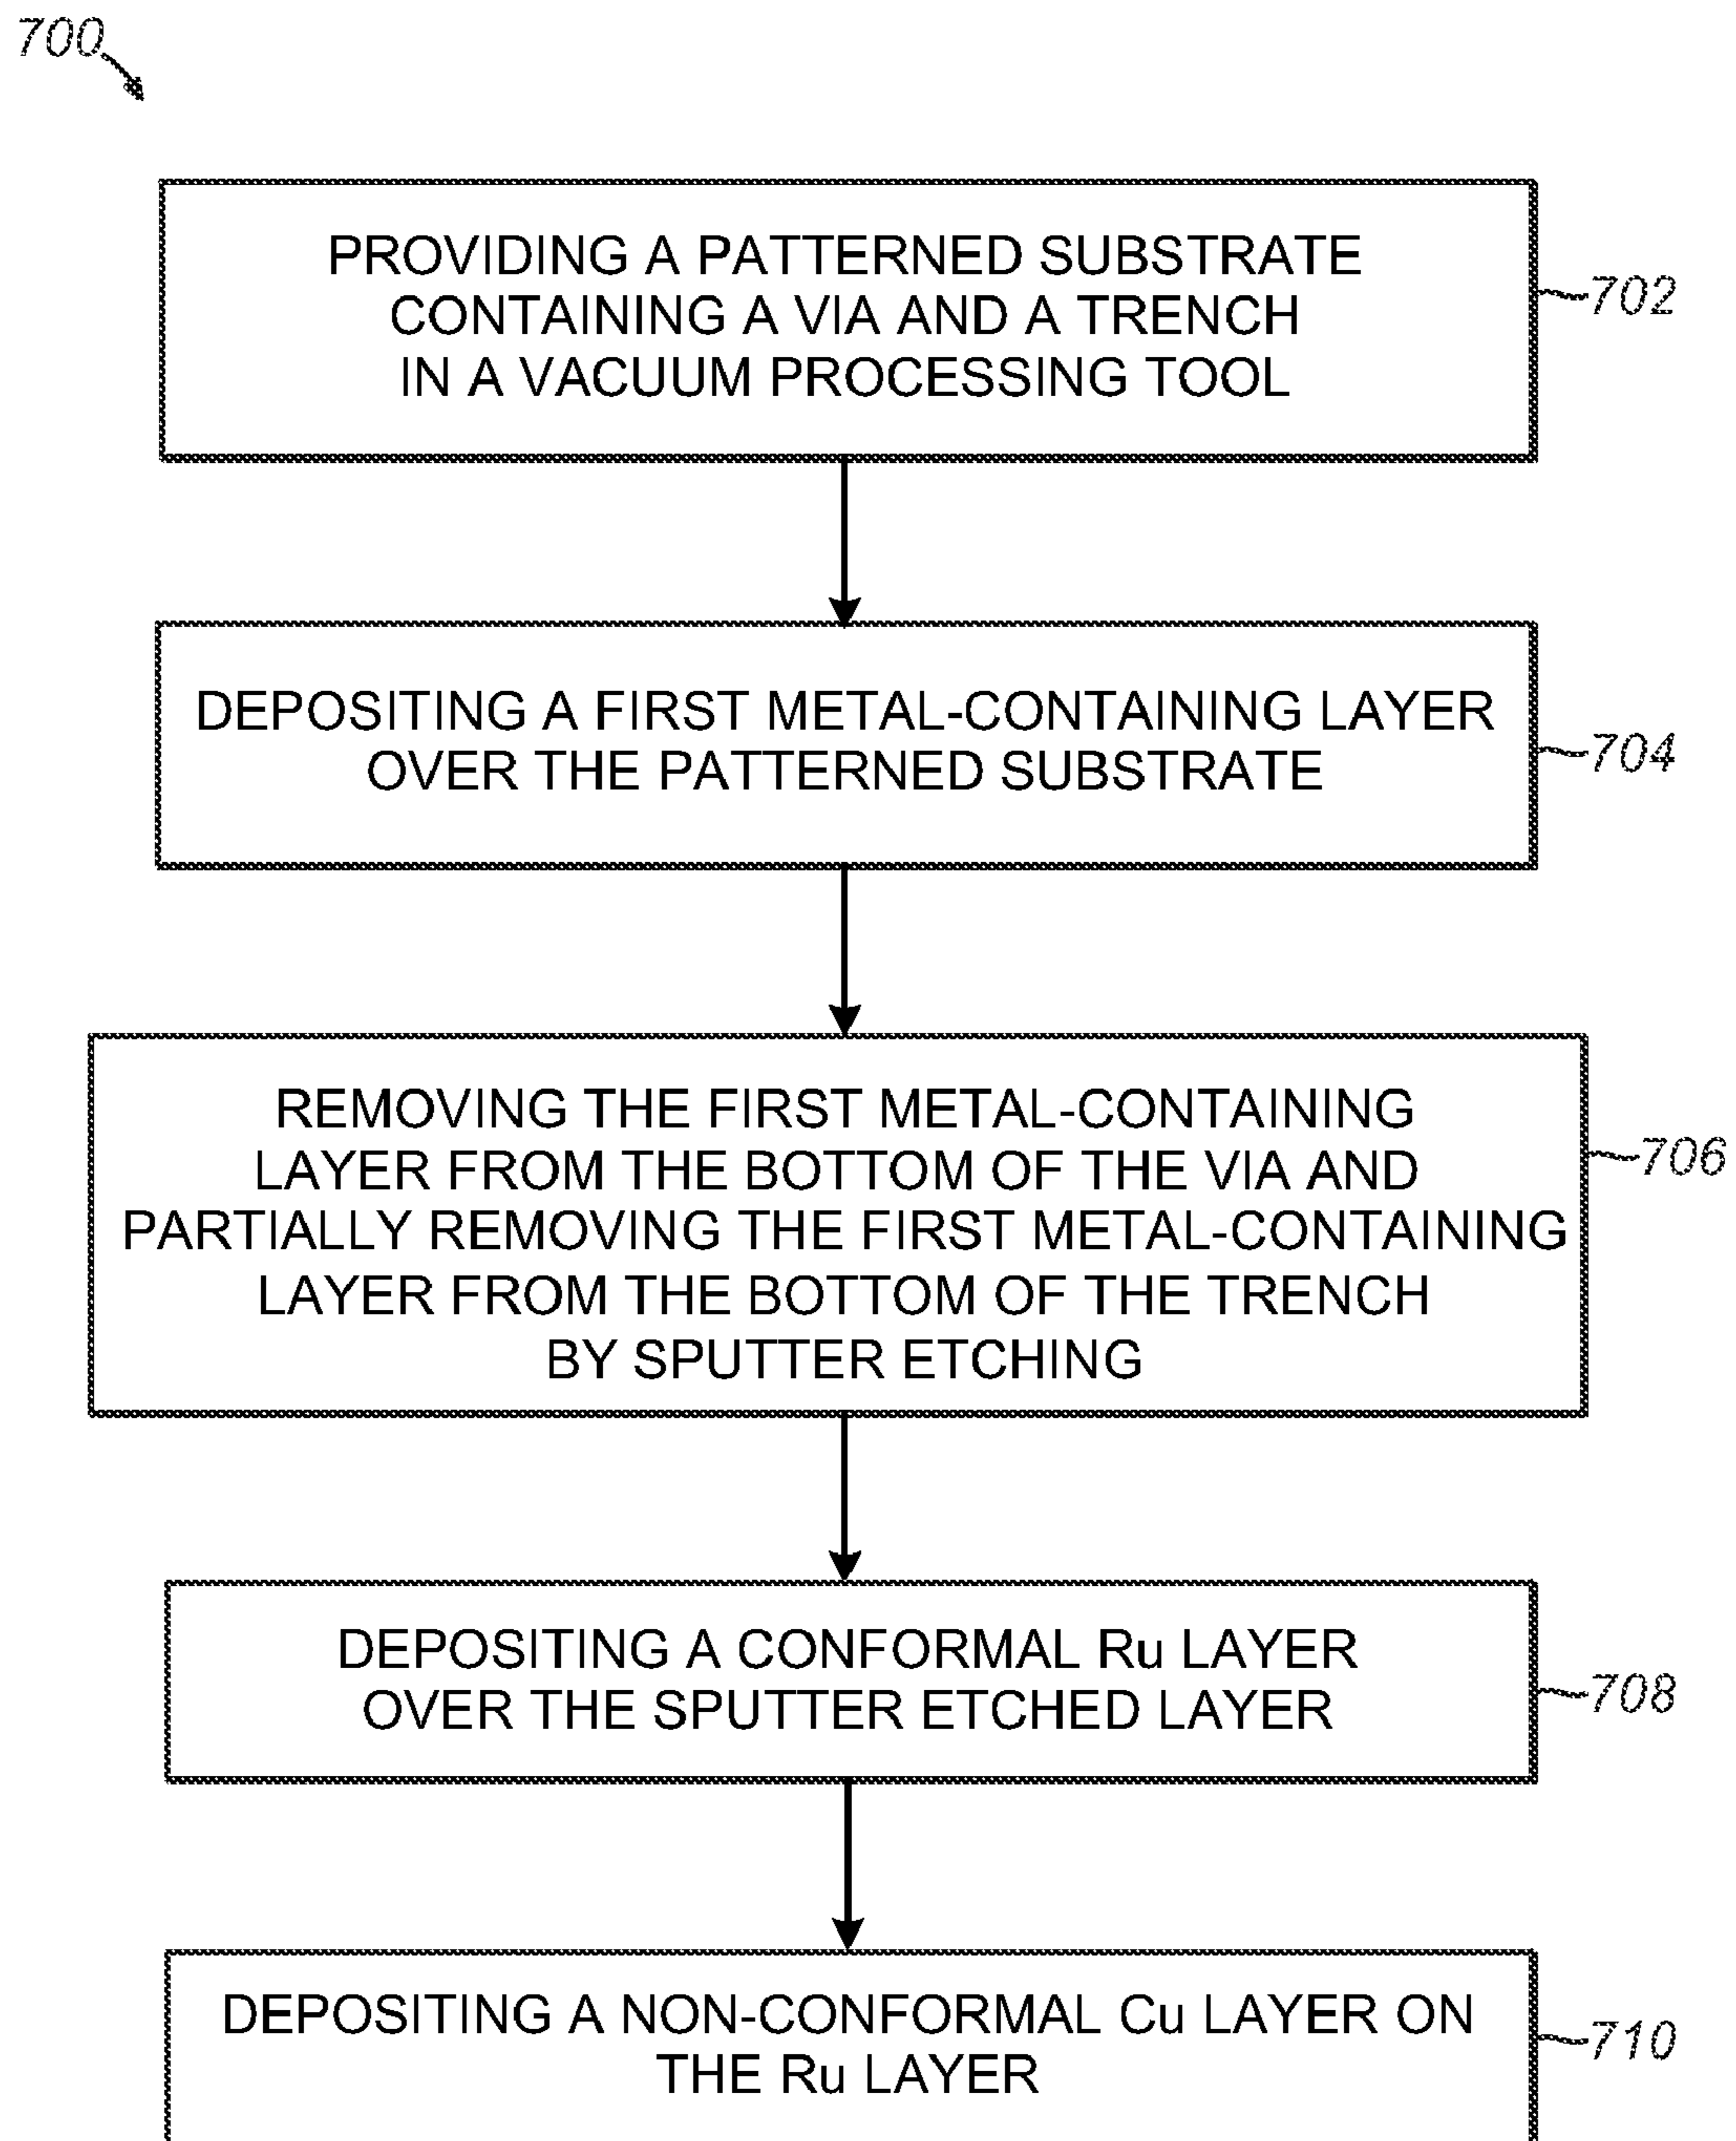 700
PROVIDING A PATTERNED SUBSTRATE
CONTAINING A VIA AND A TRENCH
IN A VACUUM PROCESSING TOOL
702
DEPOSITING A FIRST METAL-CONTAINING LAYER
OVER THE PATTERNED SUBSTRATE
704
REMOVING THE FIRST METAL-CONTAINING
LAYER FROM THE BOTTOM OF THE VIA AND
PARTIALLY REMOVING THE FIRST METAL-CONTAINING
LAYER FROM THE BOTTOM OF THE TRENCH
BY SPUTTER ETCHING
706
DEPOSITING A CONFORMAL Ru LAYER
OVER THE SPUTTER ETCHED LAYER
708
DEPOSITING A NON-CONFORMAL Cu LAYER ON
THE Ru LAYER
710